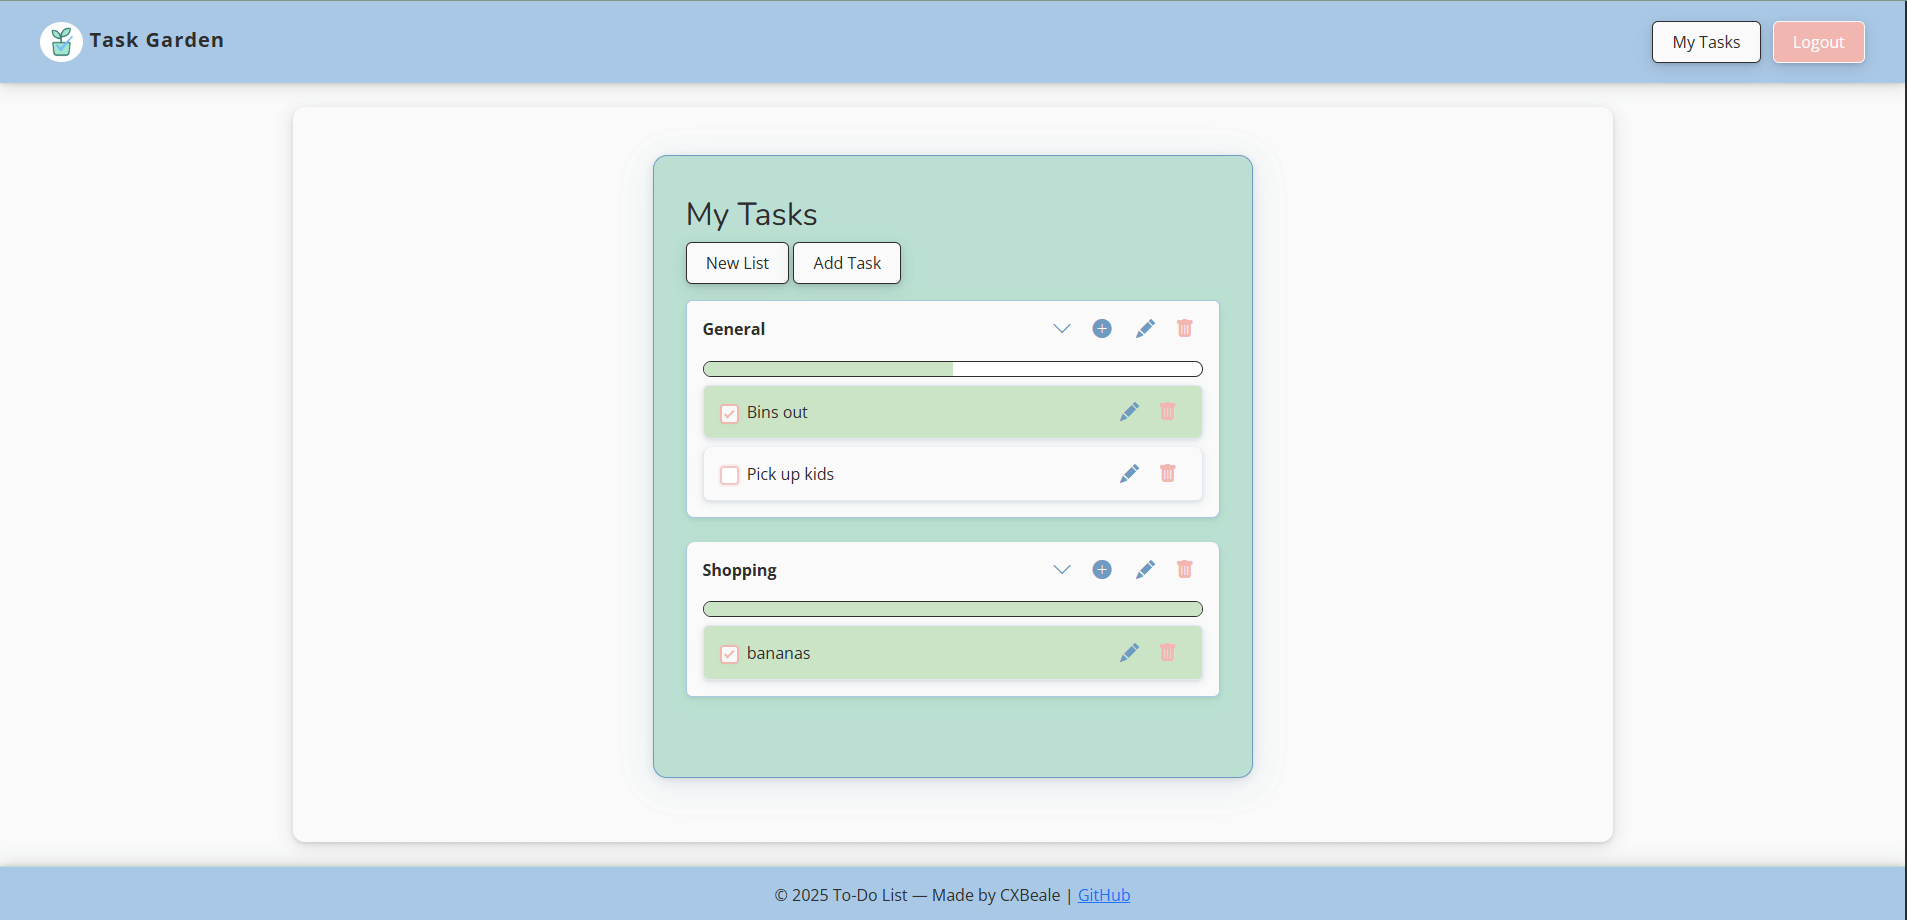 Task Garden
My Tasks
Logout
My Tasks
New List
Add Task
General
Bins out
Pick up kids
Shopping
bananas
© 2025 To-Do List — Made by CXBeale | GitHub